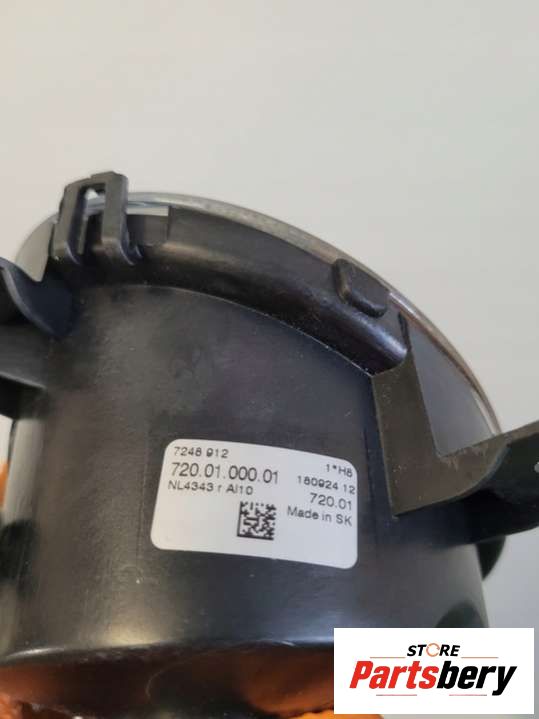 7248 912
720.01.000.01
NL4343 r Al10
1*H8
180924 12
720.01
Made in SK
STORE
Partsbery